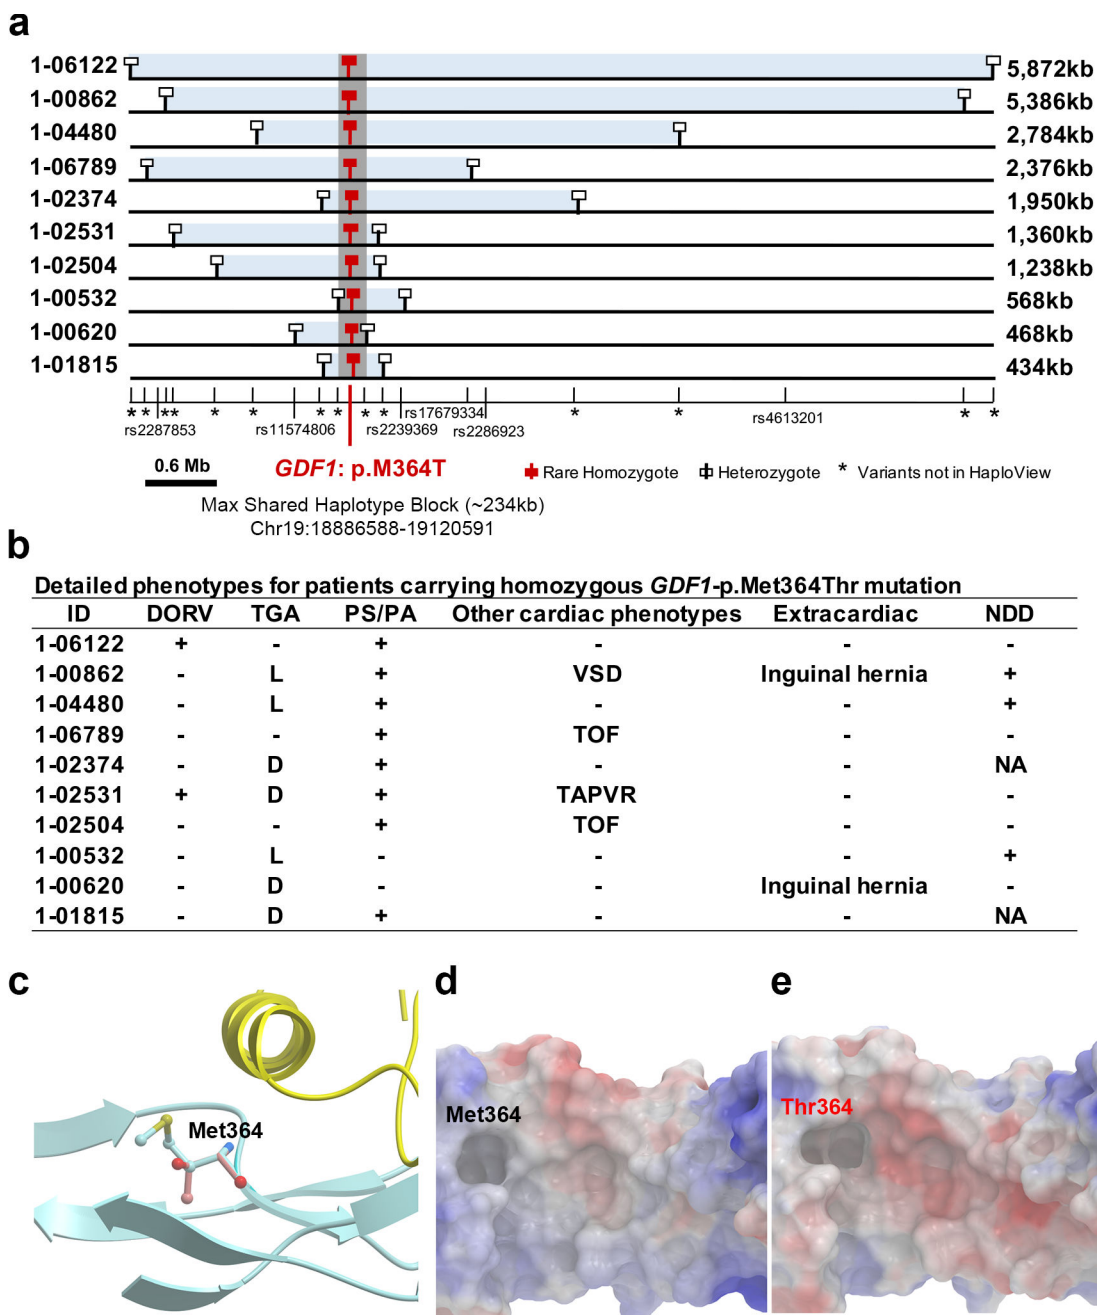 a
1-06122 5,872kb
1-00862 5,386kb
1-04480 2,784kb
1-06789 2,376kb
1-02374 1,950kb
1-02531 1,360kb
1-02504 1,238kb
1-00532 568kb
1-00620 468kb
1-01815 434kb
* * * * * * * * * * * * * *
rs2287853 rs11574806 rs2239369 rs17679334 rs2286923 rs4613201
0.6 Mb
GDF1: p.M364T
Rare Homozygote Heterozygote * Variants not in HaploView
Max Shared Haplotype Block (~234kb)
Chr19:18886588-19120591
b
Detailed phenotypes for patients carrying homozygous GDF1-p.Met364Thr mutation
ID DORV TGA PS/PA Other cardiac phenotypes Extracardiac NDD
1-06122 + - + - - -
1-00862 - L + VSD Inguinal hernia +
1-04480 - L + - - +
1-06789 - - + TOF - -
1-02374 - D + - - NA
1-02531 + D + TAPVR - -
1-02504 - - + TOF - -
1-00532 - L - - - +
1-00620 - D - - Inguinal hernia -
1-01815 - D + - - NA
c
Met364
d
Met364
e
Thr364